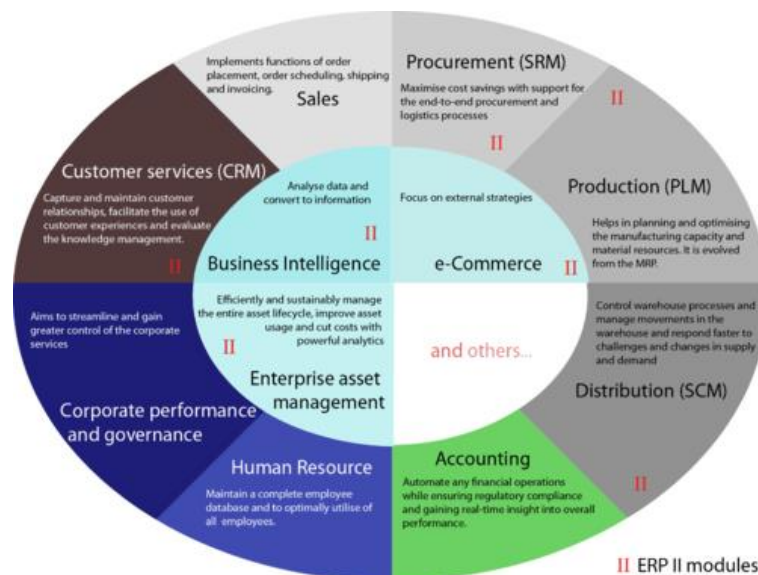 Implements functions of order
placement, order scheduling, shipping
and invoicing.
Sales
Procurement (SRM)
Maximise cost savings with support for
the end-to-end procurement and
logistics processes
II
II
Customer services (CRM)
Capture and maintain customer
relationships, facilitate the use of
customer experiences and evaluate
the knowledge management.
II
Analyse data and
convert to information
II
Business Intelligence
Focus on external strategies
e-Commerce
II
Production (PLM)
Helps in planning and optimising
the manufacturing capacity and
material resources. It is evolved
from the MRP.
Aims to streamline and gain
greater control of the corporate
services
Corporate performance
and governance
Efficiently and sustainably manage
the entire asset lifecycle, improve asset
usage and cut costs with
powerful analytics
II
Enterprise asset
management
and others...
Control warehouse processes and
manage movements in the
warehouse and respond faster to
challenges and changes in supply
and demand
Distribution (SCM)
II
Human Resource
Maintain a complete employee
database and to optimally utilise of
all employees.
Accounting
Automate any financial operations
while ensuring regulatory compliance
and gaining real-time insight into overall
performance.
II ERP II modules